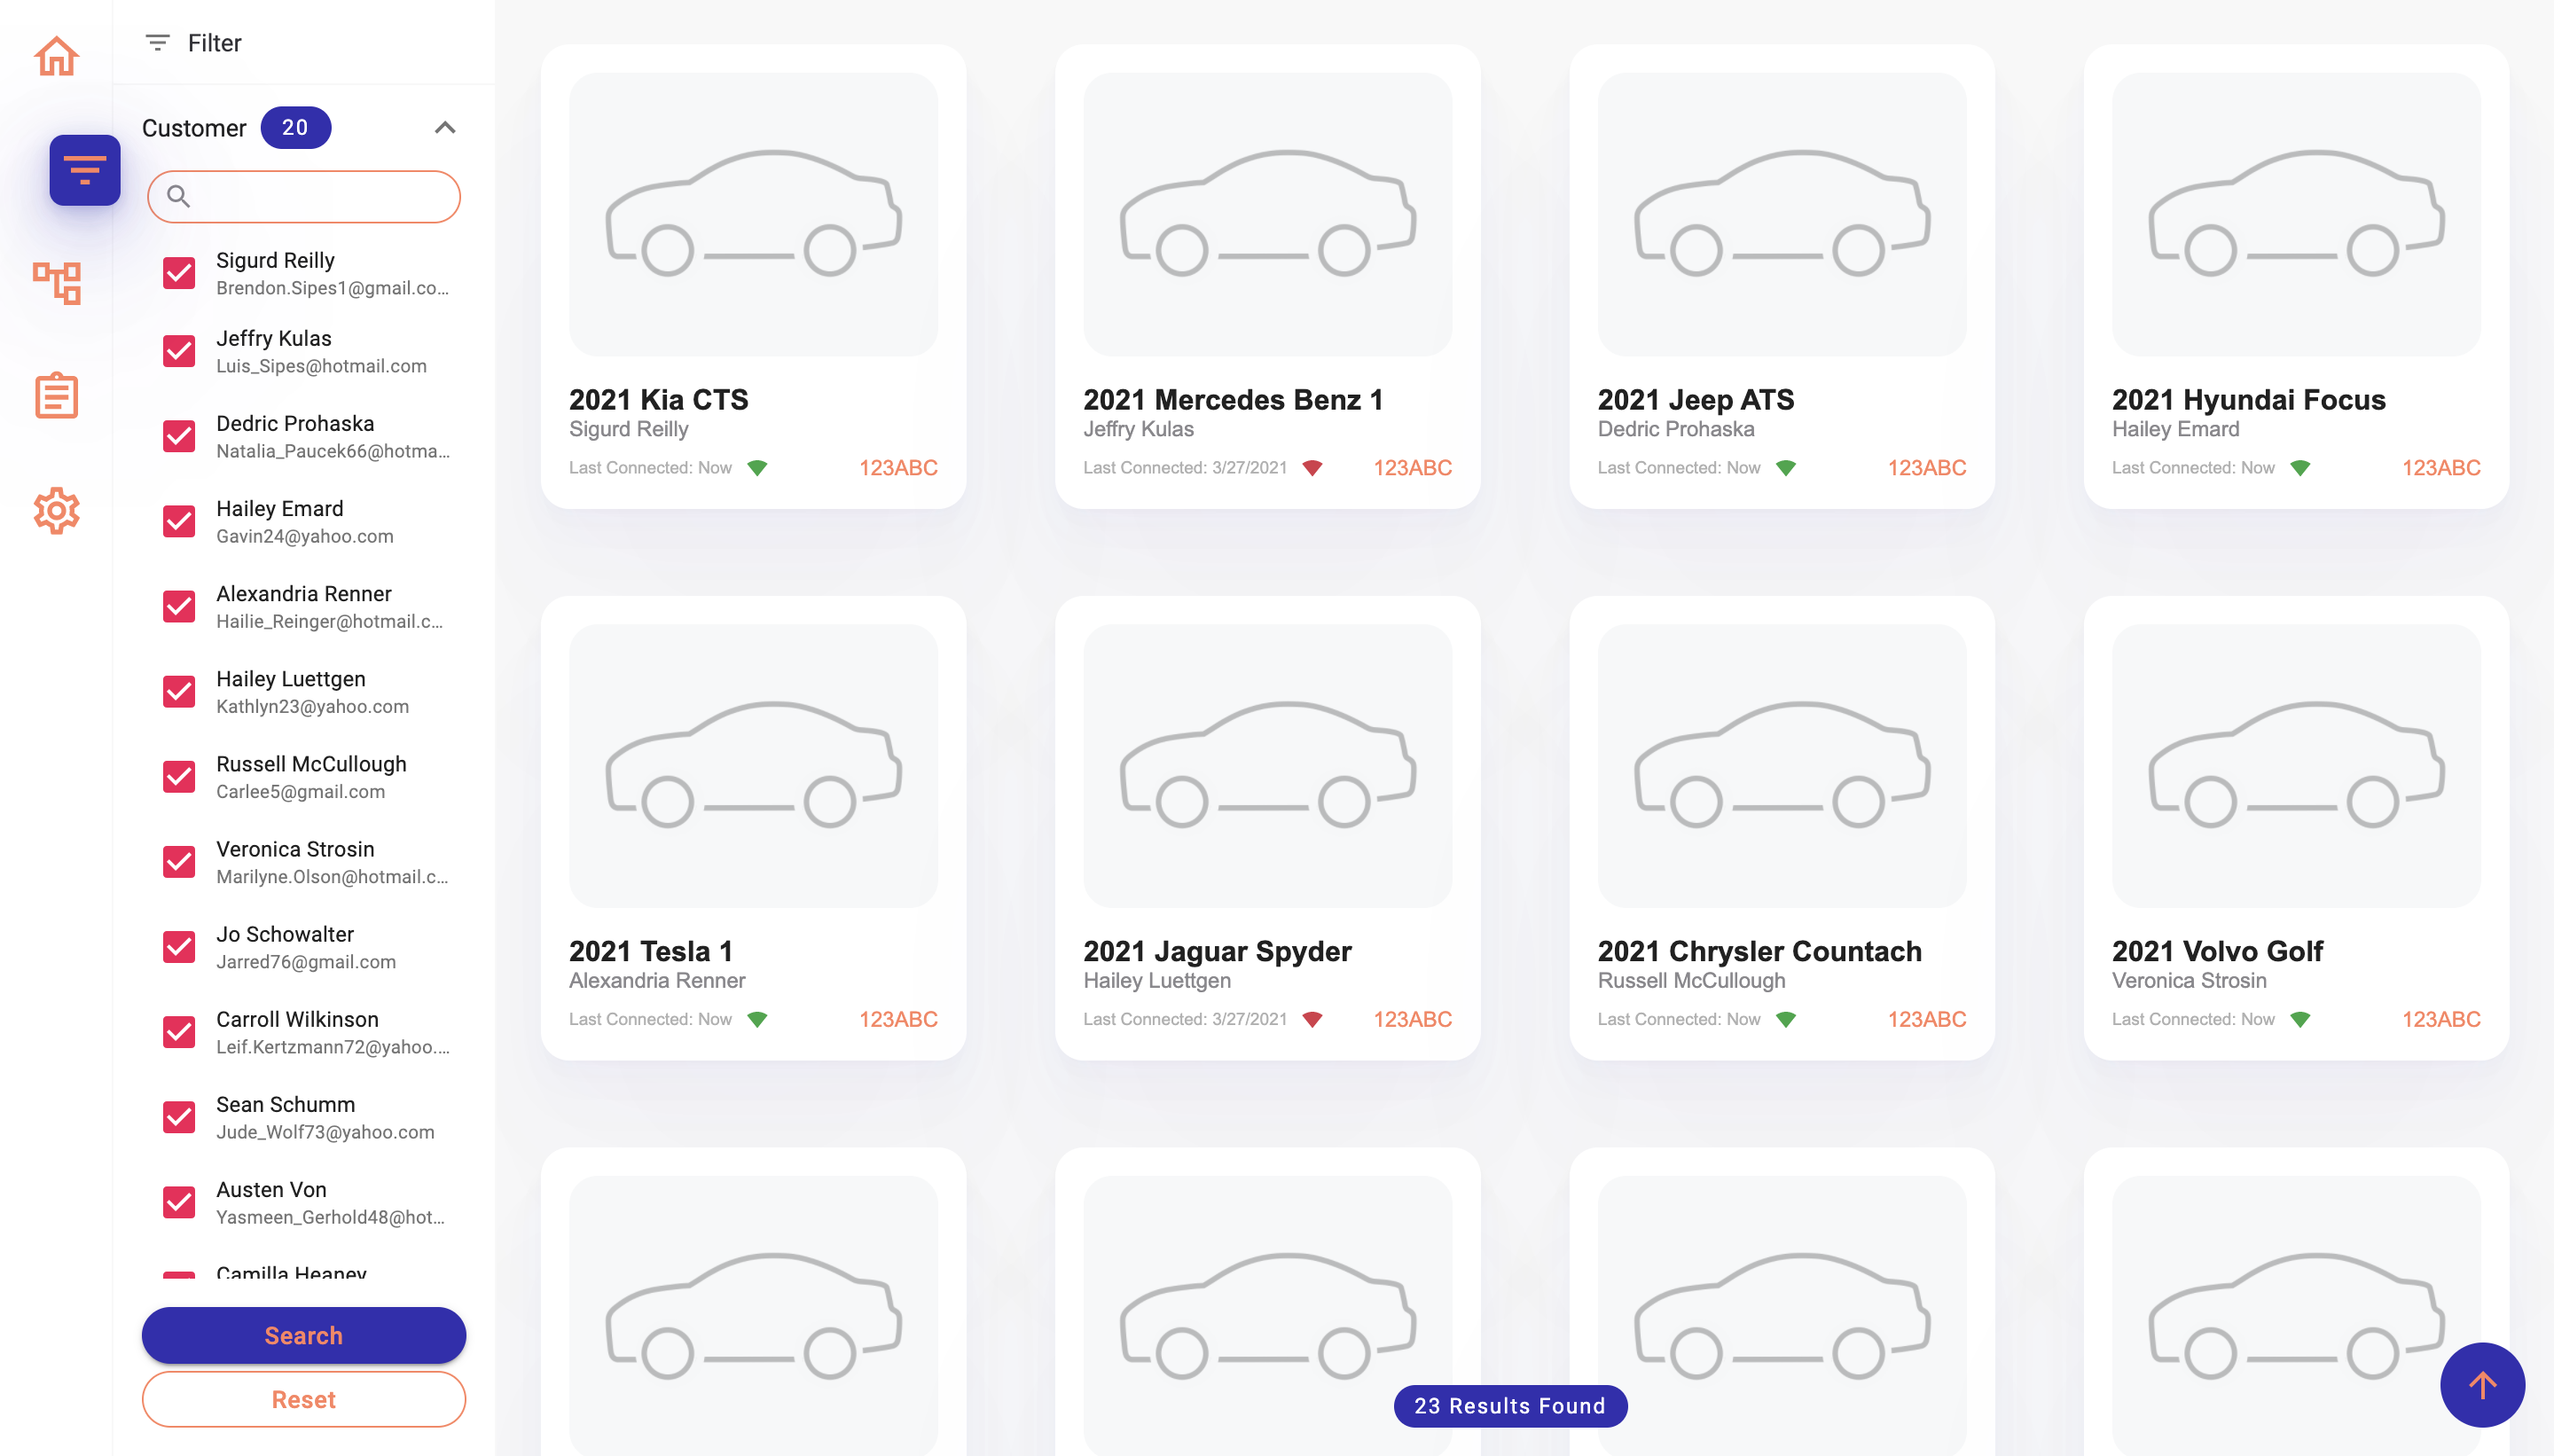 Filter
Customer 20
Sigurd Reilly
Brendon.Sipes1@gmail.co...
Jeffry Kulas
Luis_Sipes@hotmail.com
Dedric Prohaska
Natalia_Paucek66@hotma...
Hailey Emard
Gavin24@yahoo.com
Alexandria Renner
Hailie_Reinger@hotmail.c...
Hailey Luettgen
Kathlyn23@yahoo.com
Russell McCullough
Carlee5@gmail.com
Veronica Strosin
Marilyne.Olson@hotmail.c...
Jo Schowalter
Jarred76@gmail.com
Carroll Wilkinson
Leif.Kertzmann72@yahoo....
Sean Schumm
Jude_Wolf73@yahoo.com
Austen Von
Yasmeen_Gerhold48@hot...
Camilla Heaney
Search
Reset
2021 Kia CTS
Sigurd Reilly
Last Connected: Now 123ABC
2021 Mercedes Benz 1
Jeffry Kulas
Last Connected: 3/27/2021 123ABC
2021 Jeep ATS
Dedric Prohaska
Last Connected: Now 123ABC
2021 Hyundai Focus
Hailey Emard
Last Connected: Now 123ABC
2021 Tesla 1
Alexandria Renner
Last Connected: Now 123ABC
2021 Jaguar Spyder
Hailey Luettgen
Last Connected: 3/27/2021 123ABC
2021 Chrysler Countach
Russell McCullough
Last Connected: Now 123ABC
2021 Volvo Golf
Veronica Strosin
Last Connected: Now 123ABC
23 Results Found